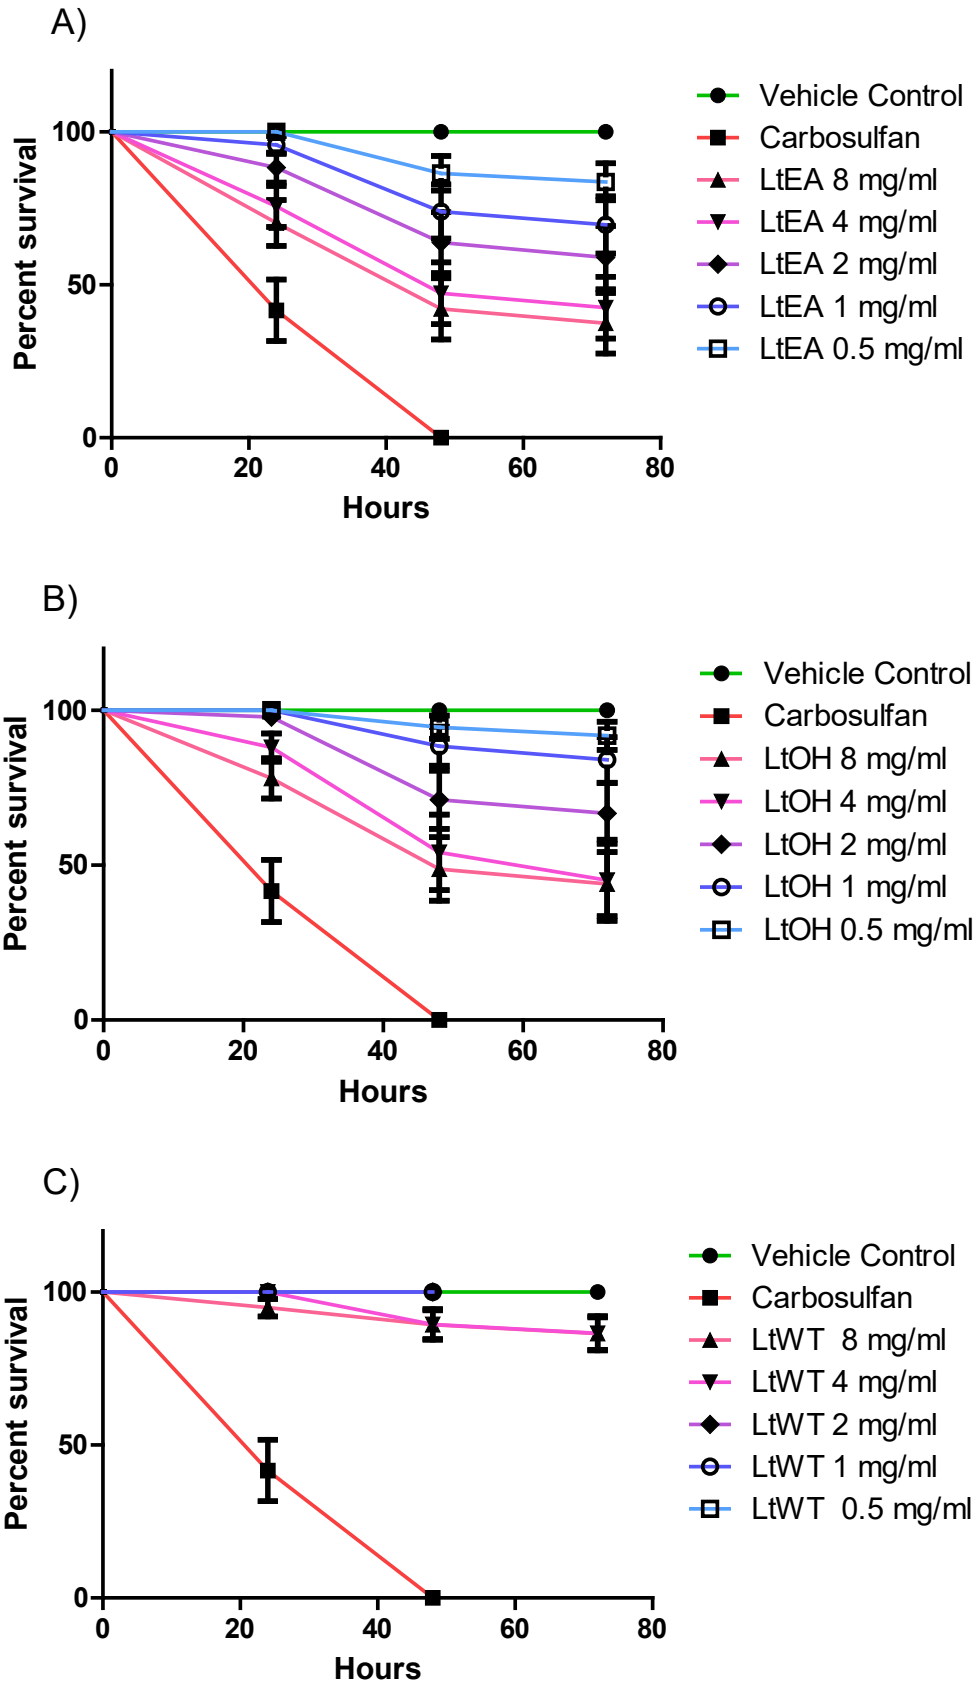 A)
Percent survival
100
50
0
0 20 40 60 80
Hours
Vehicle Control
Carbosulfan
LtEA 8 mg/ml
LtEA 4 mg/ml
LtEA 2 mg/ml
LtEA 1 mg/ml
LtEA 0.5 mg/ml
B)
Percent survival
100
50
0
0 20 40 60 80
Hours
Vehicle Control
Carbosulfan
LtOH 8 mg/ml
LtOH 4 mg/ml
LtOH 2 mg/ml
LtOH 1 mg/ml
LtOH 0.5 mg/ml
C)
Percent survival
100
50
0
0 20 40 60 80
Hours
Vehicle Control
Carbosulfan
LtWT 8 mg/ml
LtWT 4 mg/ml
LtWT 2 mg/ml
LtWT 1 mg/ml
LtWT 0.5 mg/ml